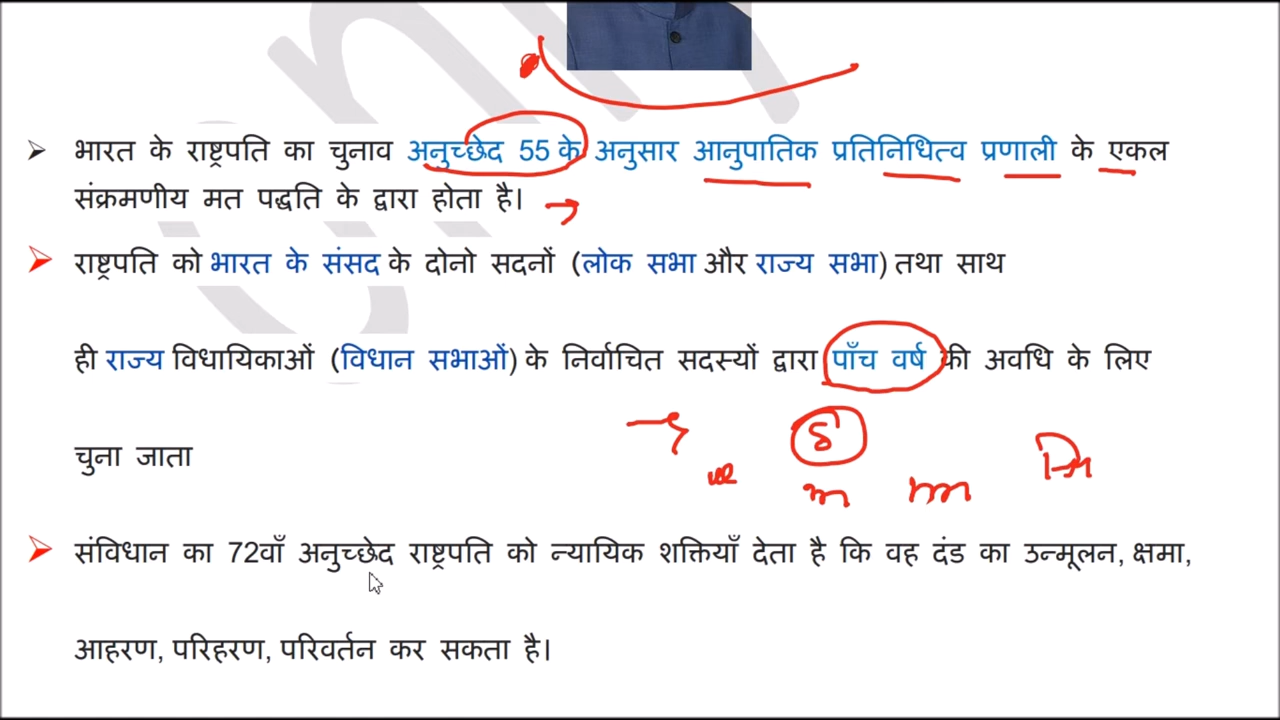 भारत के राष्ट्रपति का चुनाव अनुच्छेद 55 के अनुसार आनुपातिक प्रतिनिधित्व प्रणाली के एकल
संक्रमणीय मत पद्धति के द्वारा होता है।
राष्ट्रपति को भारत के संसद के दोनो सदनों (लोक सभा और राज्य सभा) तथा साथ
ही राज्य विधायिकाओं (विधान सभाओं) के निर्वाचित सदस्यों द्वारा पाँच वर्ष की अवधि के लिए
चुना जाता
संविधान का 72वाँ अनुच्छेद राष्ट्रपति को न्यायिक शक्तियाँ देता है कि वह दंड का उन्मूलन, क्षमा,
आहरण, परिहरण, परिवर्तन कर सकता है।